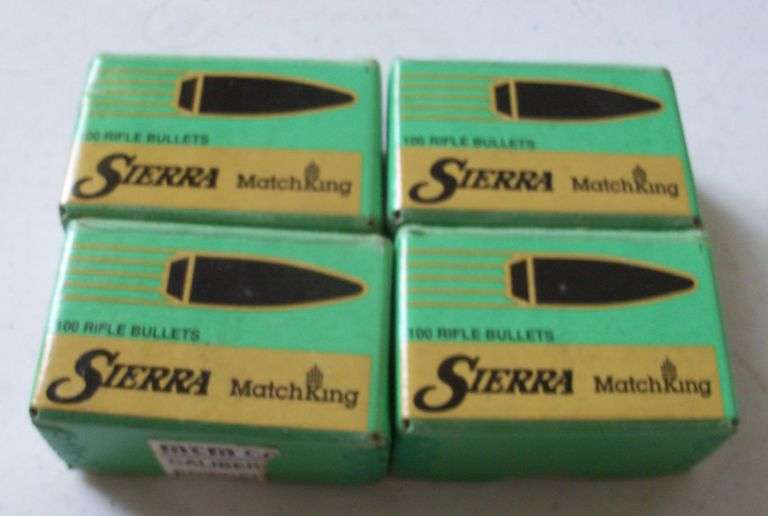 00 RIFLE BULLETS
SIERRA MatchKing
100 RIFLE BULLETS
SIERRA MatchKing
100 RIFLE BULLETS
SIERRA MatchKing
100 RIFLE BULLETS
SIERRA MatchKing
CALIBER